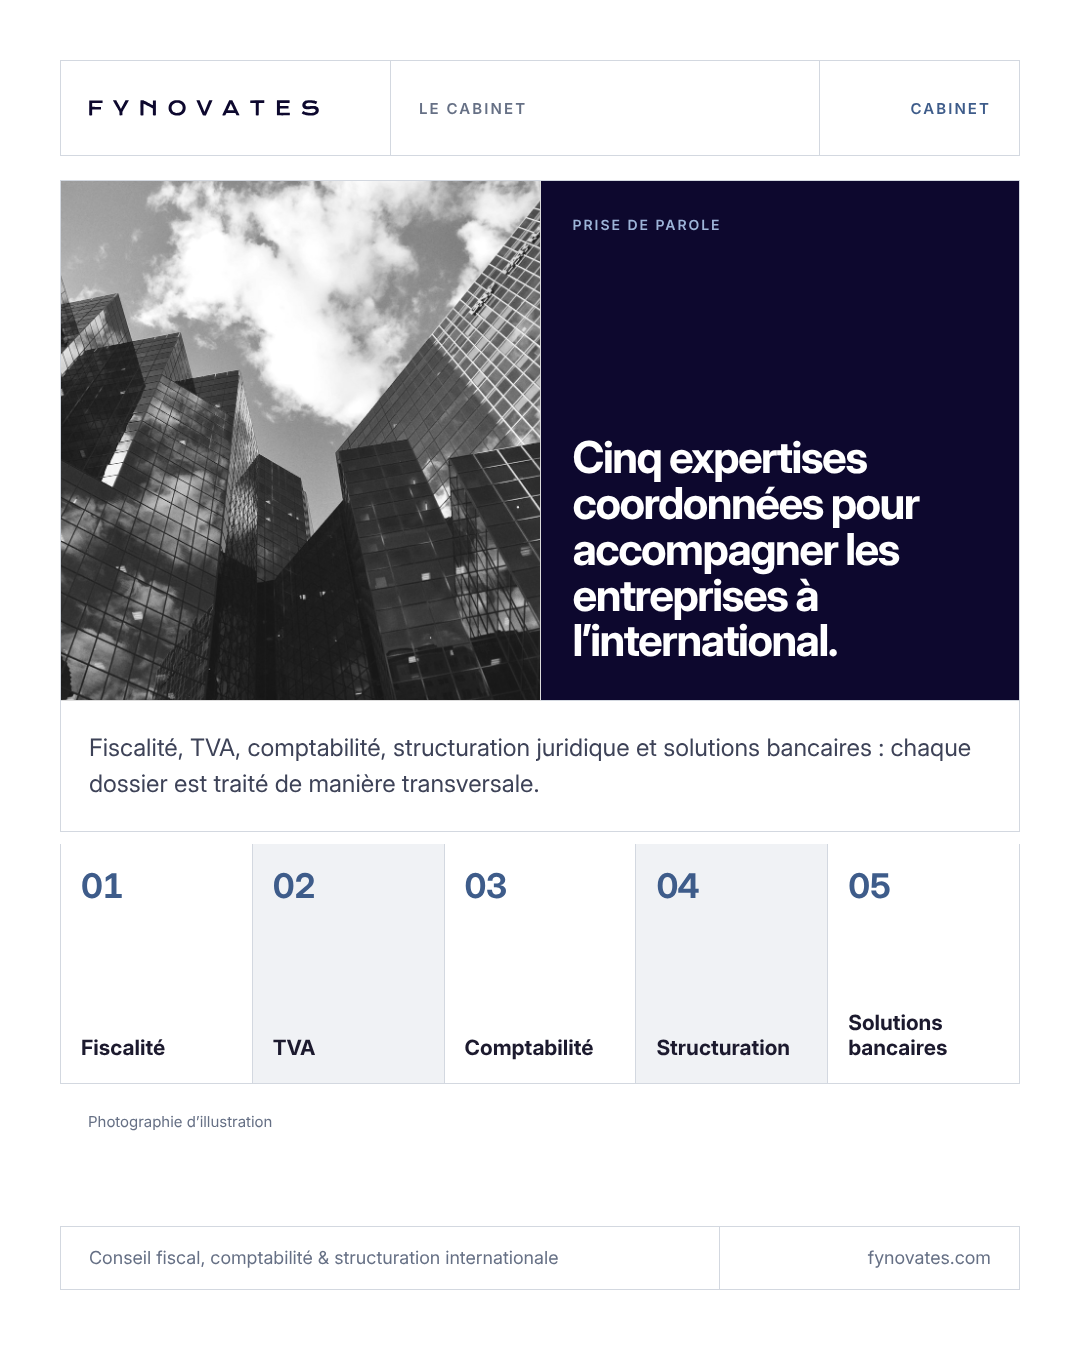 FYNOVATES
LE CABINET
CABINET
PRISE DE PAROLE
Cinq expertises
coordonnées pour
accompagner les
entreprises à
l’international.
Fiscalité, TVA, comptabilité, structuration juridique et solutions bancaires : chaque
dossier est traité de manière transversale.
01
Fiscalité
02
TVA
03
Comptabilité
04
Structuration
05
Solutions
bancaires
Photographie d’illustration
Conseil fiscal, comptabilité & structuration internationale
fynovates.com